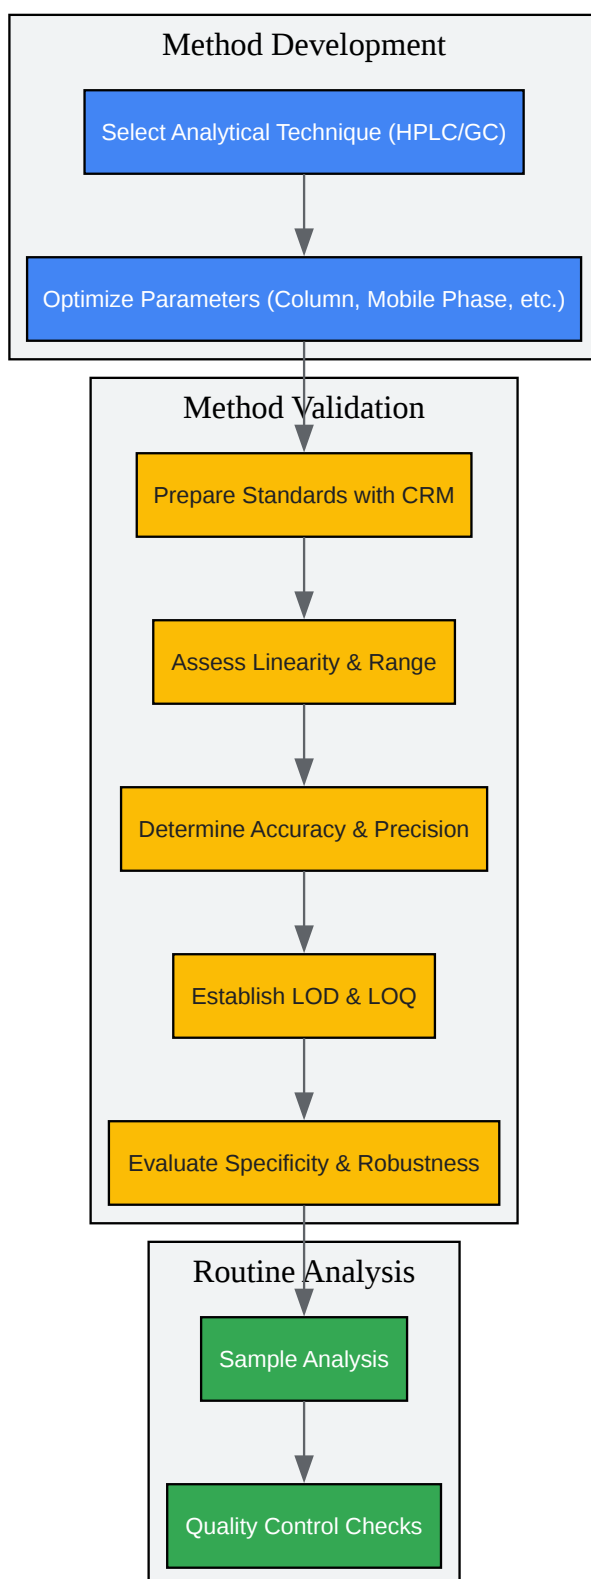 Method Development
Select Analytical Technique (HPLC/GC)
Optimize Parameters (Column, Mobile Phase, etc.)
Method Validation
Prepare Standards with CRM
Assess Linearity & Range
Determine Accuracy & Precision
Establish LOD & LOQ
Evaluate Specificity & Robustness
Routine Analysis
Sample Analysis
Quality Control Checks